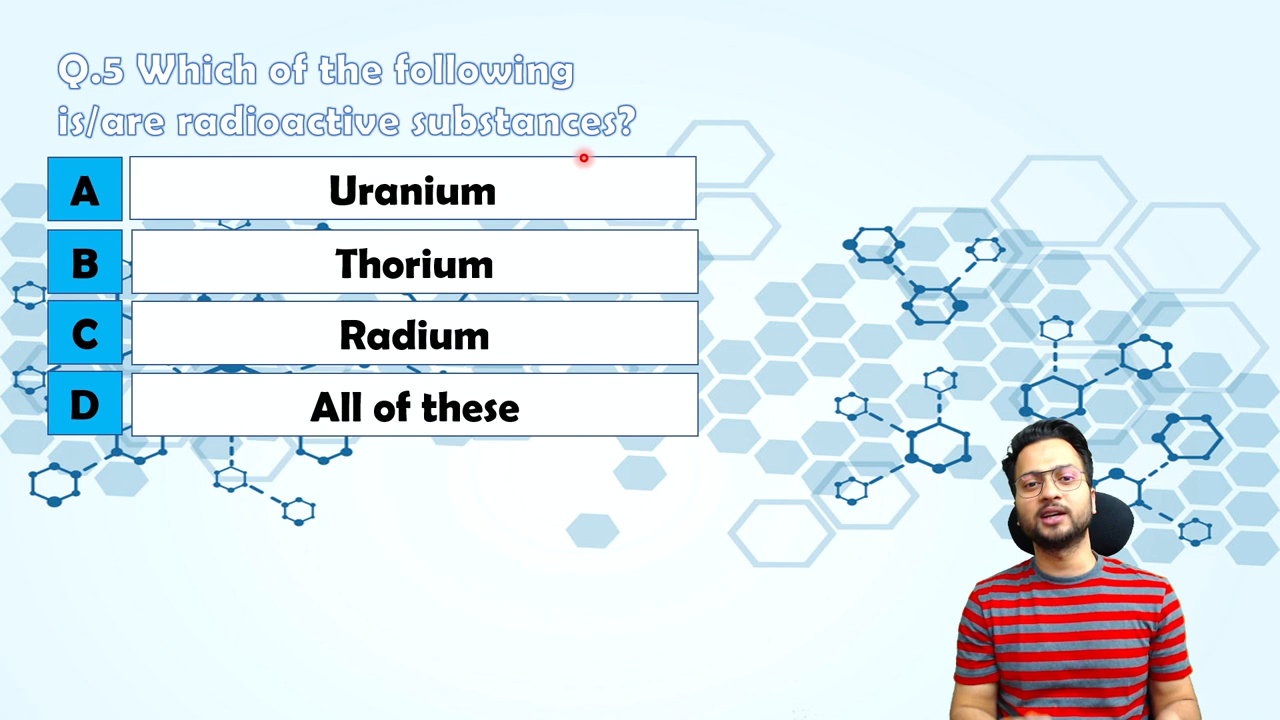 Q.5 Which of the following
is/are radioactive substances?
A Uranium
B Thorium
C Radium
D All of these